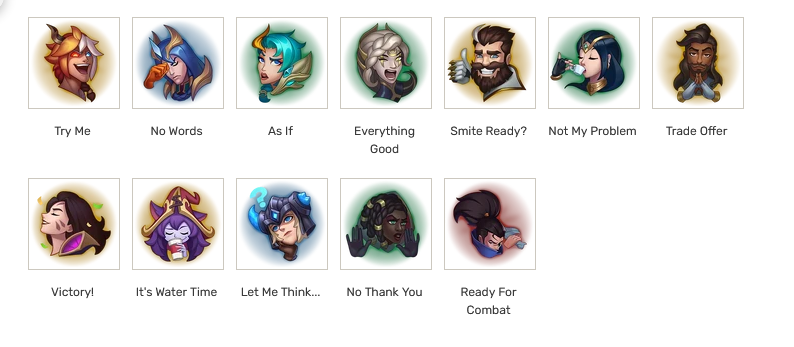 Try Me
No Words
As If
Everything
Good
Smite Ready?
Not My Problem
Trade Offer
Victory!
It's Water Time
Let Me Think...
No Thank You
Ready For
Combat